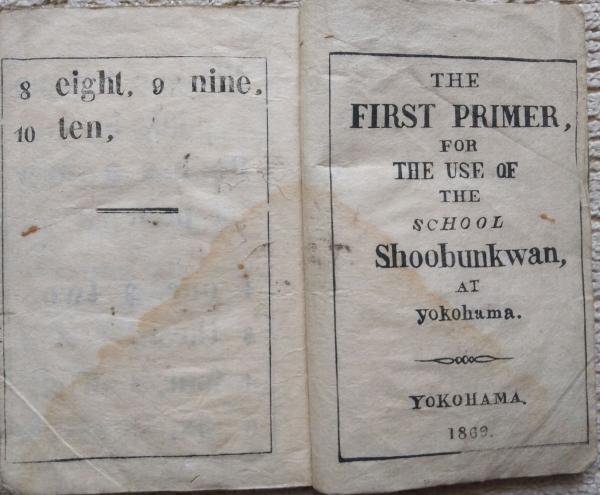 8 eight, 9 nine,
10 ten,
THE
FIRST PRIMER,
FOR
THE USE OF
THE
SCHOOL
Shoobunkwan,
AT
yokohama.
YOKOHAMA.
1869.